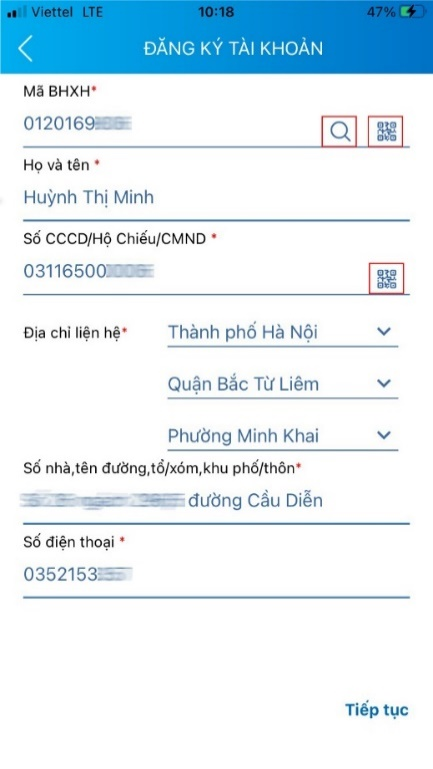 Viettel LTE 10:18 47%
ĐĂNG KÝ TÀI KHOẢN
Mã BHXH*
0120169
Họ và tên *
Huỳnh Thị Minh
Số CCCD/Hộ Chiếu/CMND *
03116500
Địa chỉ liên hệ* Thành phố Hà Nội
Quận Bắc Từ Liêm
Phường Minh Khai
Số nhà,tên đường,tổ/xóm,khu phố/thôn*
đường Cầu Diễn
Số điện thoại *
0352153
Tiếp tục